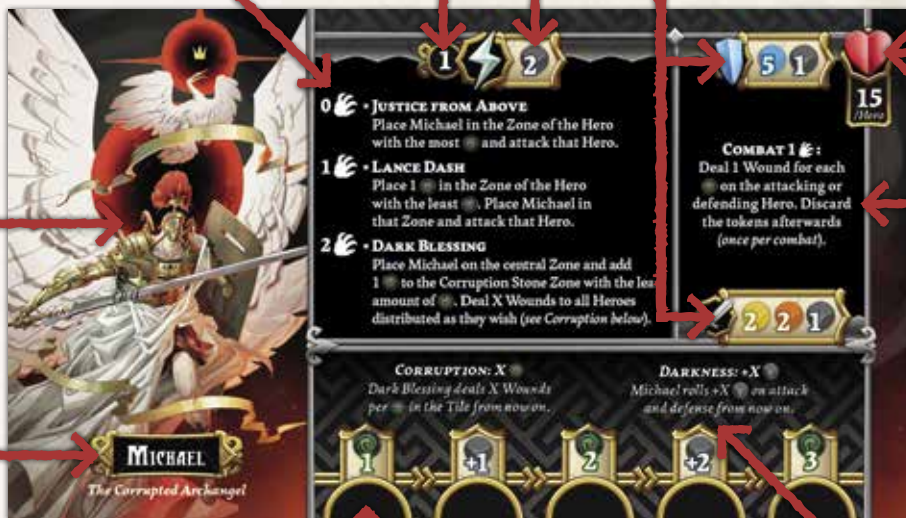 1
2
0 • JUSTICE FROM ABOVE
Place Michael in the Zone of the Hero
with the most and attack that Hero.
1 • LANCE DASH
Place 1 in the Zone of the Hero
with the least . Place Michael in
that Zone and attack that Hero.
2 • DARK BLESSING
Place Michael on the central Zone and add
1 to the Corruption Stone Zone with the
amount of . Deal X Wounds to all Heroes
distributed as they wish (see Corruption below).
5 1
15
/Hero
COMBAT 1 :
Deal 1 Wound for each
on the attacking or
defending Hero. Discard
the tokens afterwards
(once per combat).
2 2 1
CORRUPTION: X
Dark Blessing deals X Wounds
per in the Tile from now on.
DARKNESS: +X
Michael rolls +X on attack
and defense from now on.
1
+1
2
+2
3
MICHAEL
The Corrupted Archangel